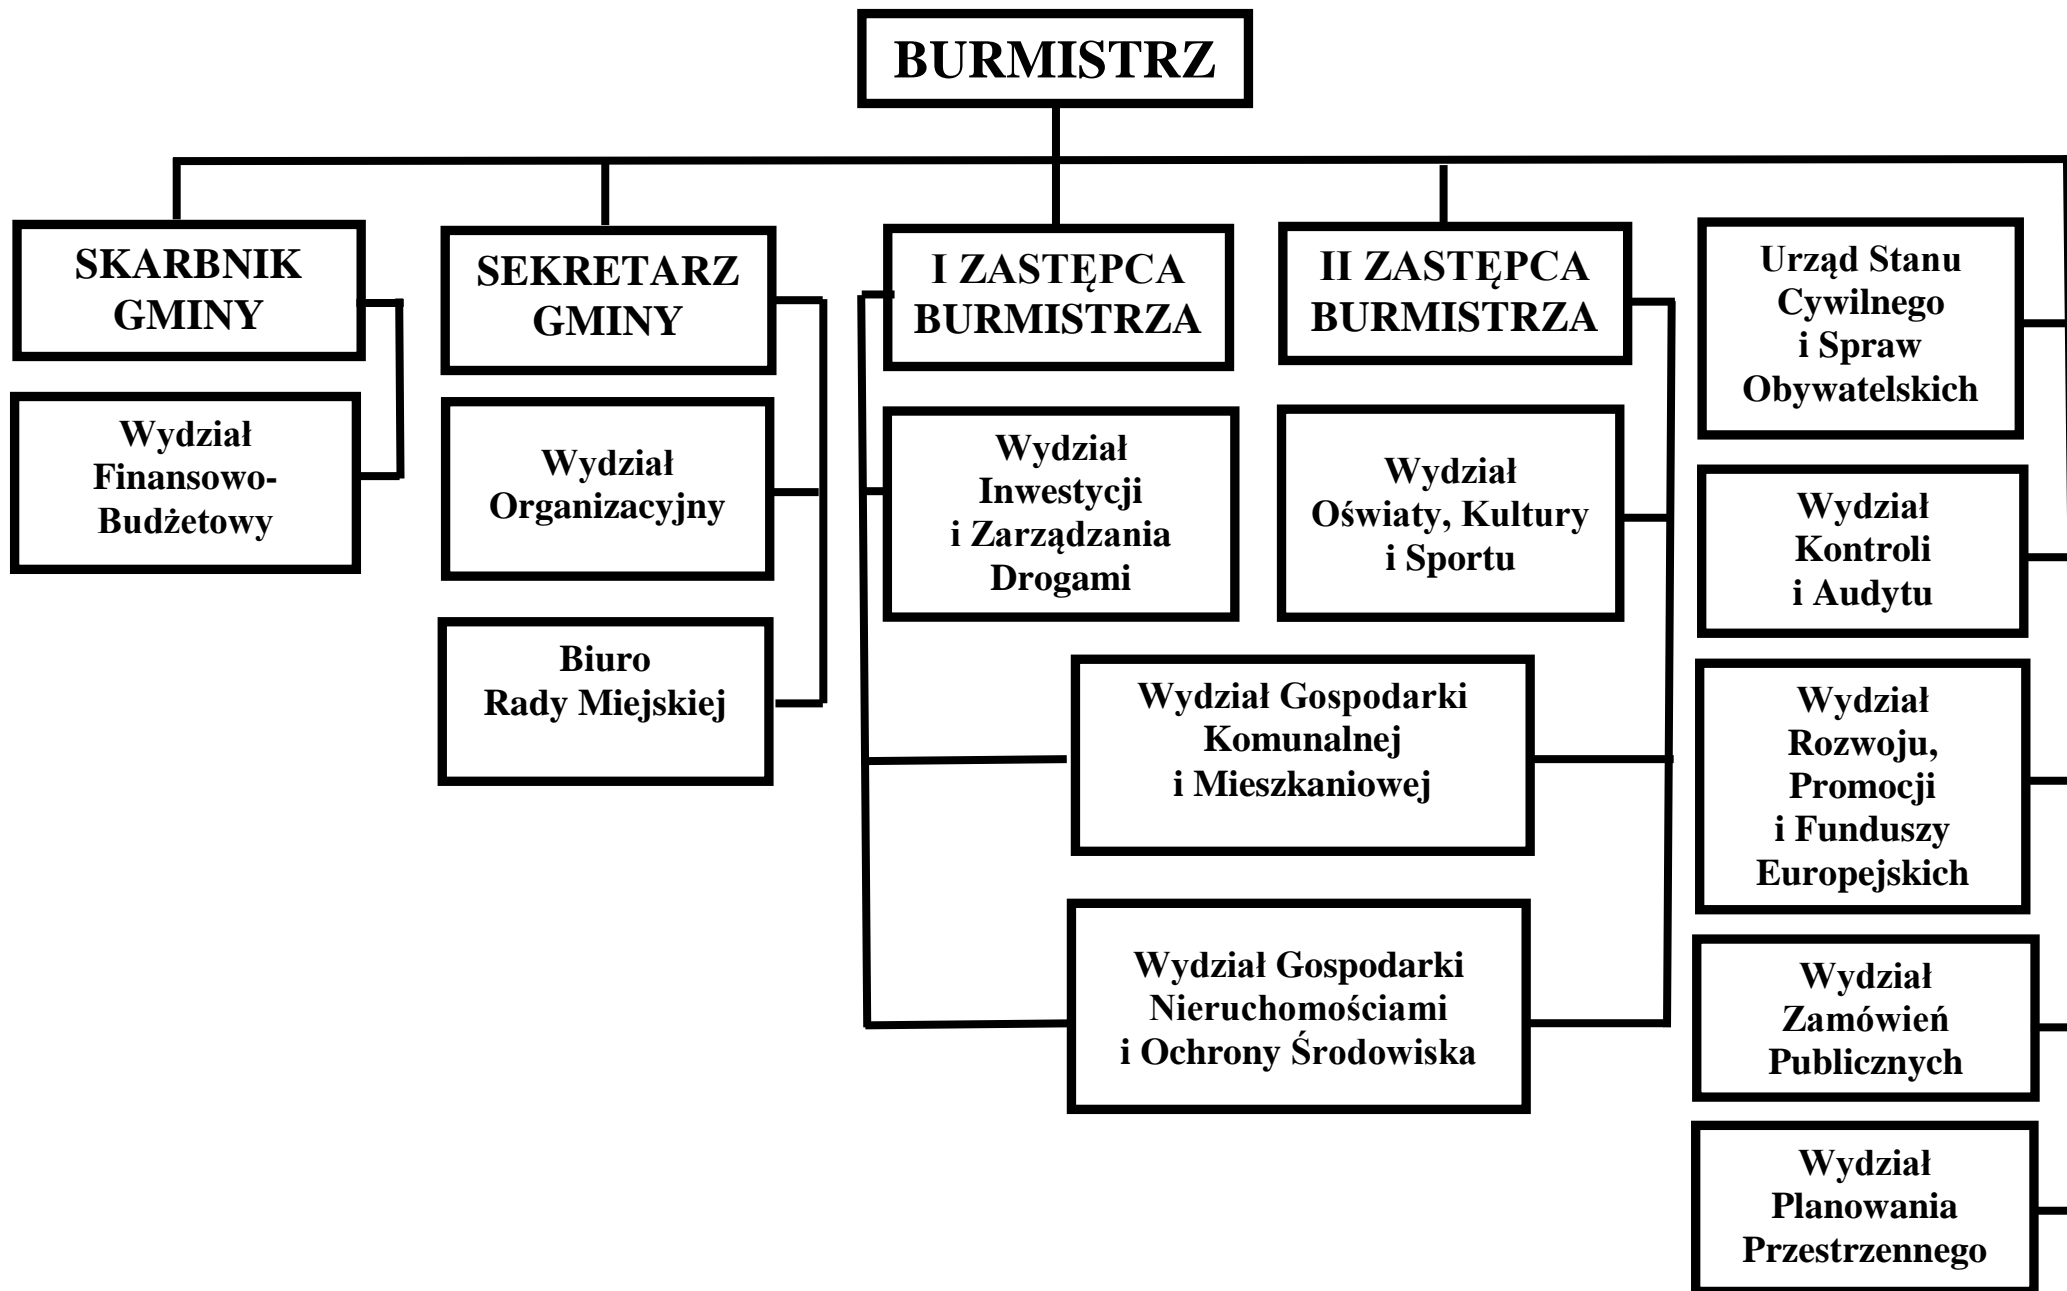 BURMISTRZ
SKARBNIK
GMINY
SEKRETARZ
GMINY
I ZASTĘPCA
BURMISTRZA
II ZASTĘPCA
BURMISTRZA
Urząd Stanu
Cywilnego
i Spraw
Obywatelskich
Wydział
Finansowo-
Budżetowy
Wydział
Organizacyjny
Wydział
Inwestycji
i Zarządzania
Drogami
Wydział
Oświaty, Kultury
i Sportu
Wydział
Kontroli
i Audytu
Biuro
Rady Miejskiej
Wydział Gospodarki
Komunalnej
i Mieszkaniowej
Wydział
Rozwoju,
Promocji
i Funduszy
Europejskich
Wydział Gospodarki
Nieruchomościami
i Ochrony Środowiska
Wydział
Zamówień
Publicznych
Wydział
Planowania
Przestrzennego